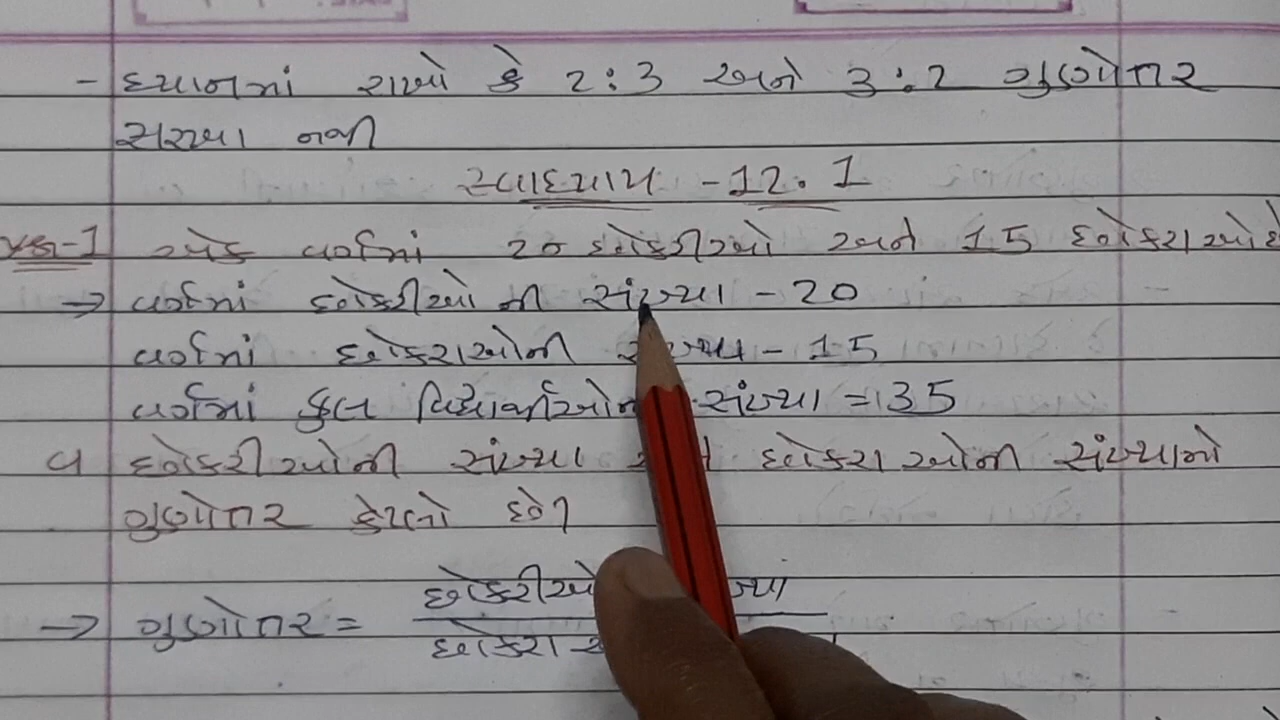 - ધ્યાનમાં રાખો કે 2:3 અને 3:2 ગુણોત્તર
સરખા નથી
સ્વાધ્યાય - 12.1
પ્રશ્ન-1 એક વર્ગમાં 20 છોકરીઓ અને 15 છોકરાઓ છે
→ વર્ગમાં છોકરીઓ ની સંખ્યા - 20
વર્ગમાં છોકરાઓની સંખ્યા - 15
વર્ગમાં કુલ વિદ્યાર્થીઓની સંખ્યા = 35
છોકરીઓની સંખ્યા અને છોકરાઓની સંખ્યાનો
ગુણોત્તર કેટલો છે?
→ ગુણોત્તર = છોકરીઓ